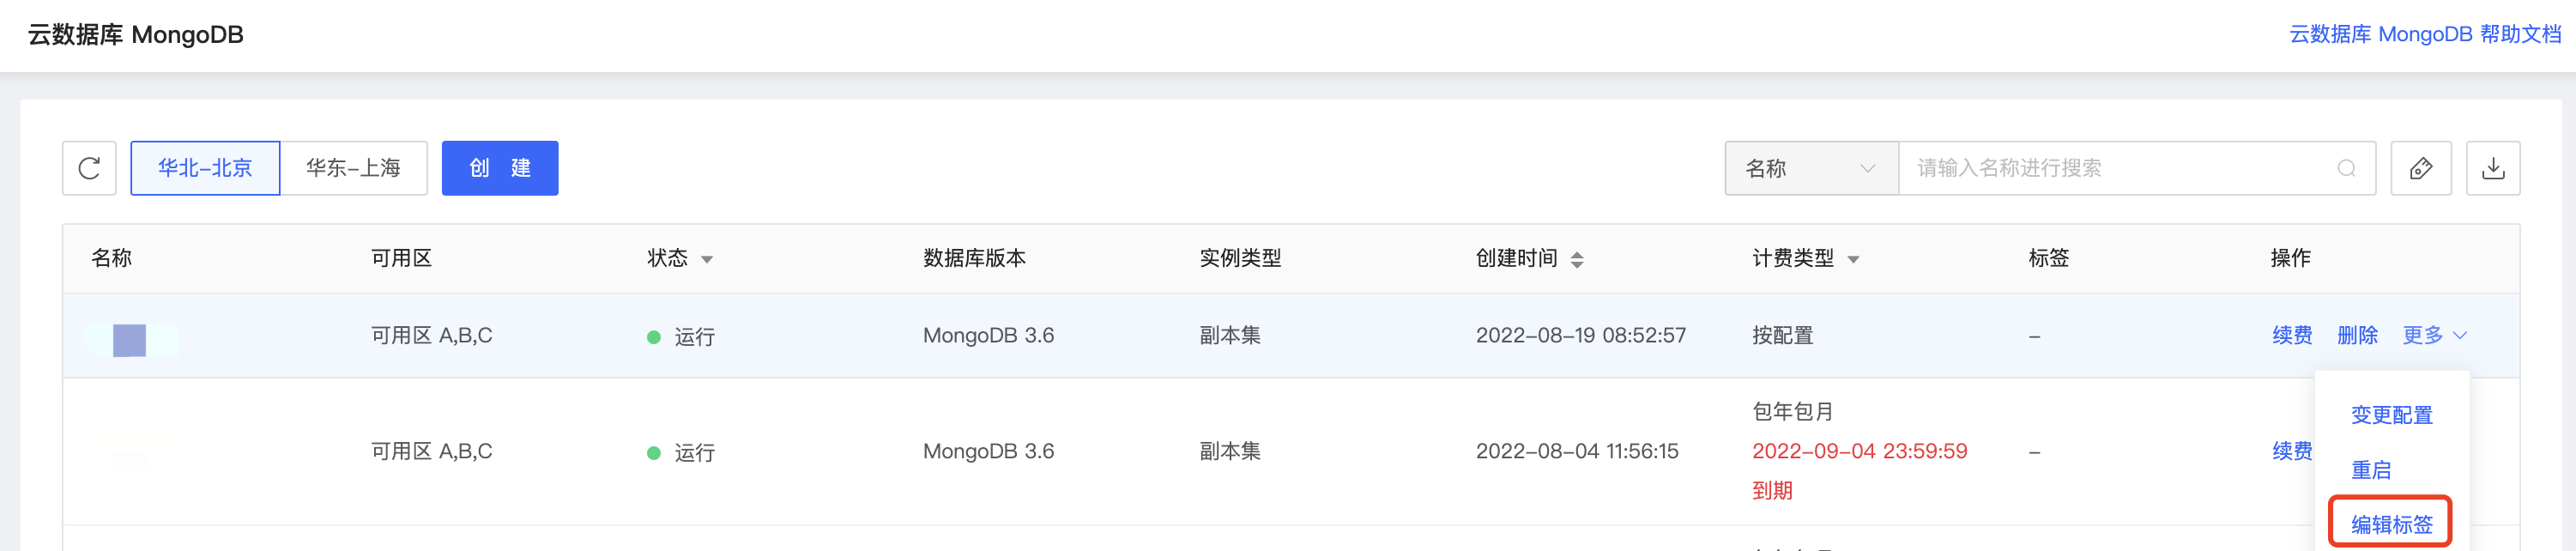 云数据库 MongoDB
云数据库 MongoDB 帮助文档
华北-北京
华东-上海
创 建
名称
请输入名称进行搜索
名称 可用区 状态 数据库版本 实例类型 创建时间 计费类型 标签 操作
可用区 A,B,C 运行 MongoDB 3.6 副本集 2022-08-19 08:52:57 按配置 - 续费 删除 更多
可用区 A,B,C 运行 MongoDB 3.6 副本集 2022-08-04 11:56:15 包年包月
2022-09-04 23:59:59
到期
- 续费
变更配置
重启
编辑标签